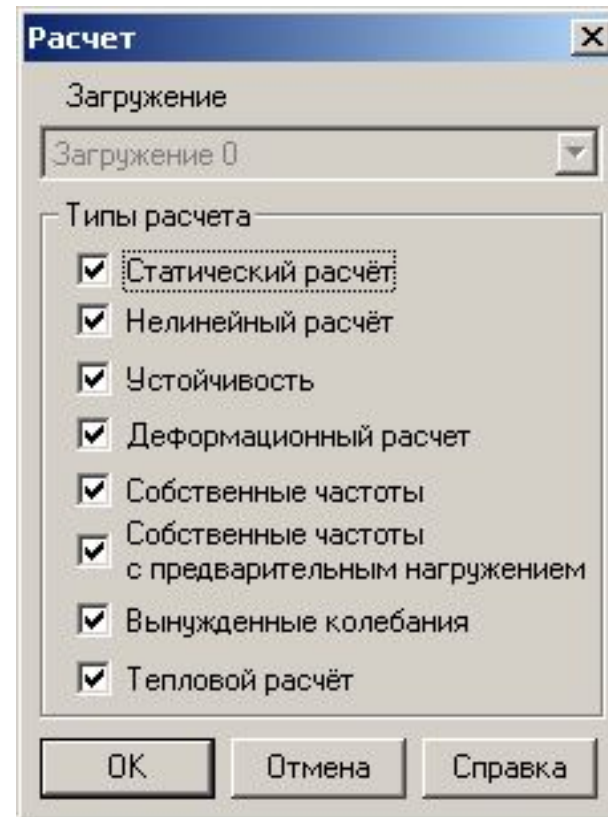 Расчет
Загружение
Загружение 0
Типы расчета
Статический расчёт
Нелинейный расчёт
Устойчивость
Деформационный расчет
Собственные частоты
Собственные частоты
с предварительным нагружением
Вынужденные колебания
Тепловой расчёт
OK Отмена Справка